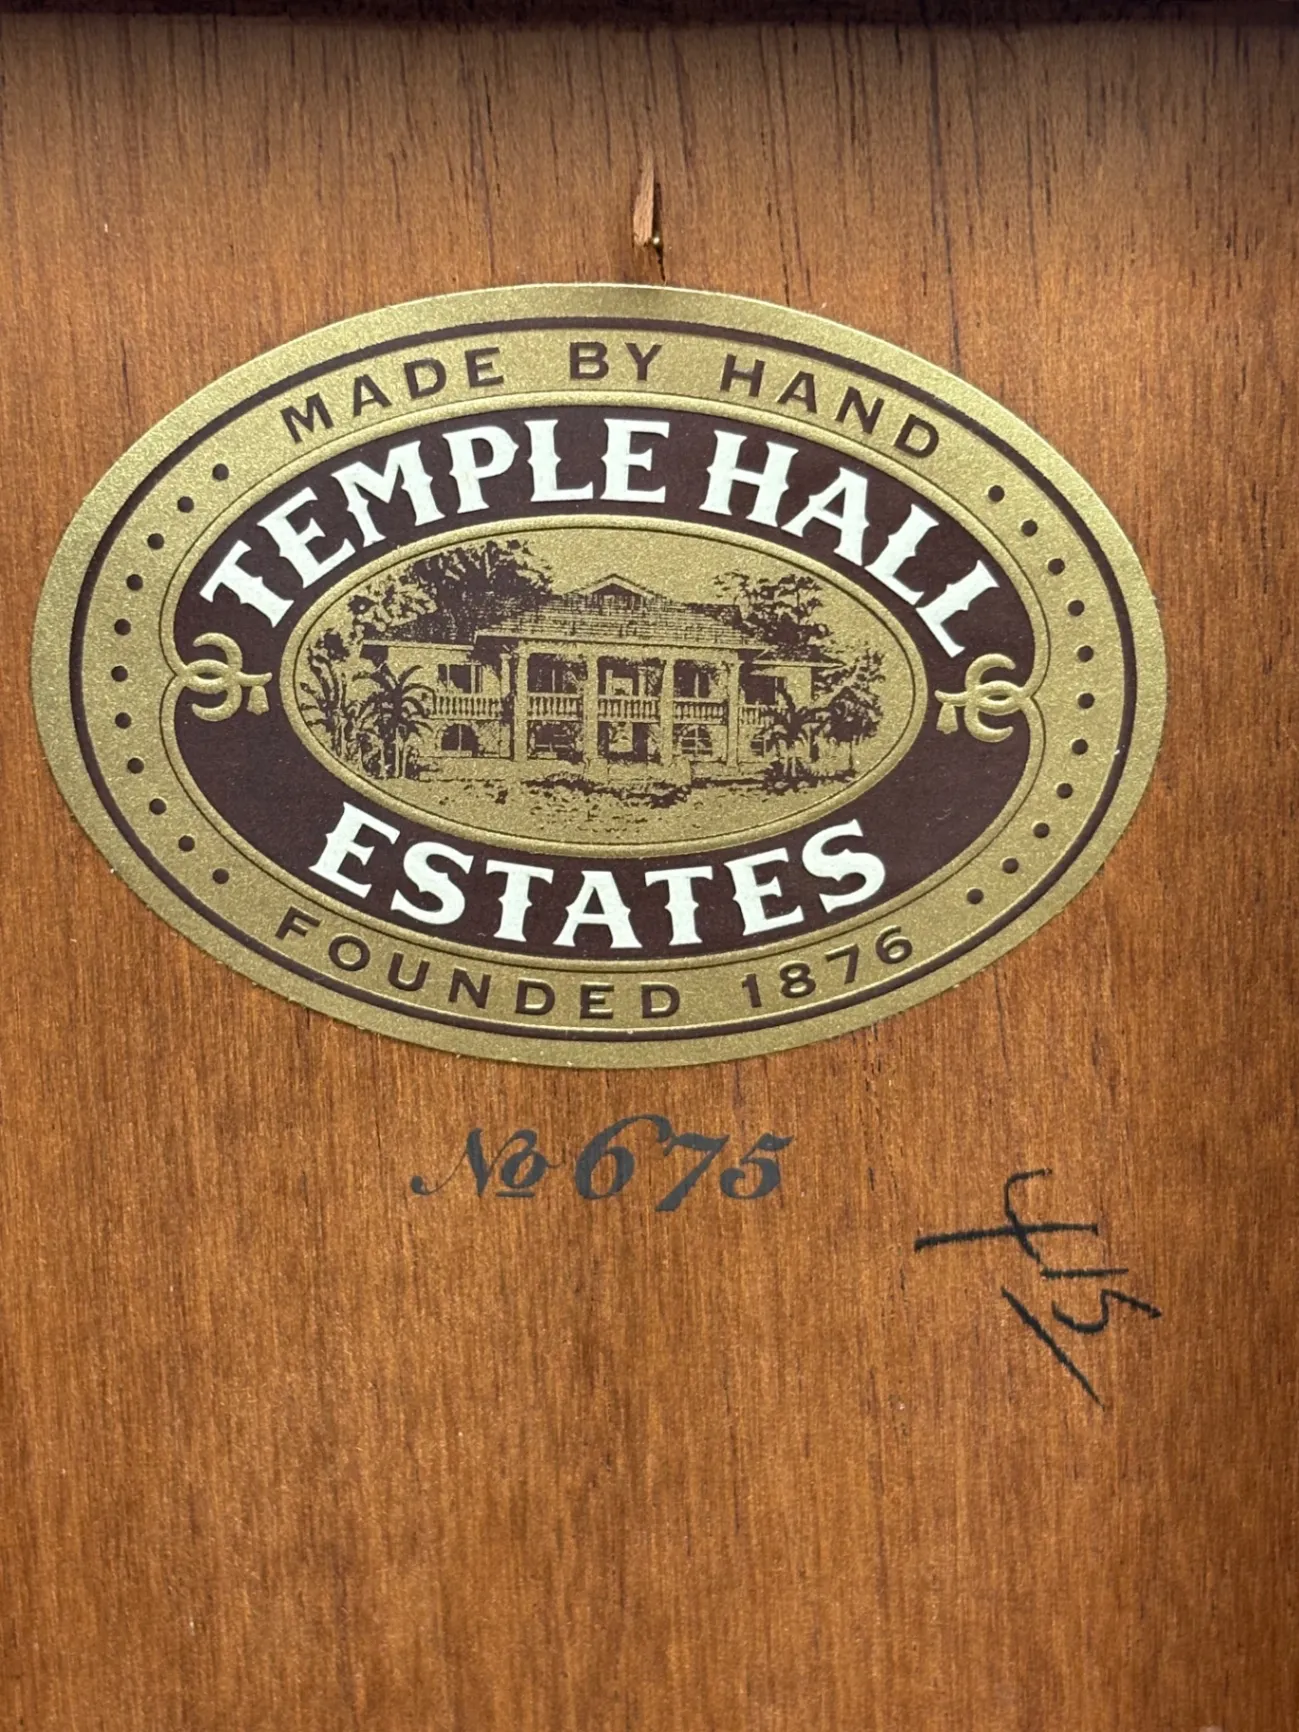 MADE BY HAND
TEMPLE HALL
ESTATES
FOUNDED 1876
No 675